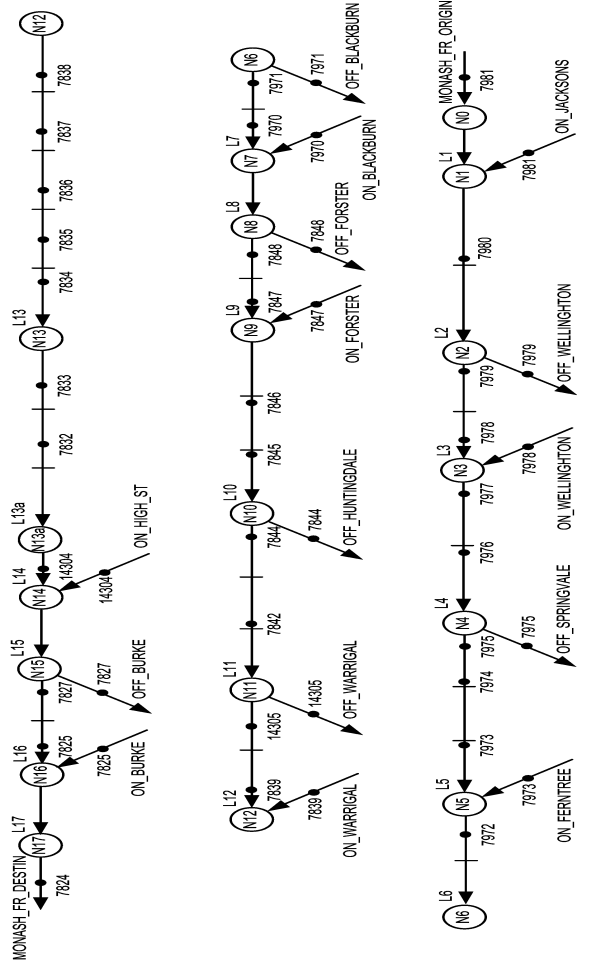 MONASH_FR_DESTIN
L17
L16
L15
L14
L13a
L13
N17
N16
N15
N14
N13a
N13
N12
7824
7825
7827
14304
7832
7833
7834
7835
7836
7837
7838
7825
7827
14304
ON_BURKE
OFF_BURKE
ON_HIGH_ST
L12
L11
L10
L9
L8
L7
N12
N11
N10
N9
N8
N7
N6
7839
14305
7842
7844
7845
7846
7847
7848
7970
7971
7839
14305
7844
7847
7848
7970
7971
ON_WARRIGAL
OFF_WARRIGAL
OFF_HUNTINGDALE
ON_FORSTER
OFF_FORSTER
ON_BLACKBURN
OFF_BLACKBURN
L6
L5
L4
L3
L2
L1
MONASH_FR_ORIGIN
N6
N5
N4
N3
N2
N1
N0
7972
7973
7974
7975
7976
7977
7978
7979
7980
7981
7973
7975
7978
7979
7981
ON_FERNTREE
OFF_SPRINGVALE
ON_WELLINGHTON
OFF_WELLINGHTON
ON_JACKSONS